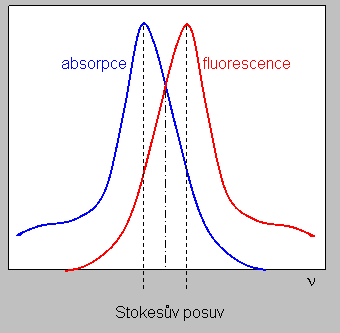 absorpce fluorescence
ν
Stokesův posuv